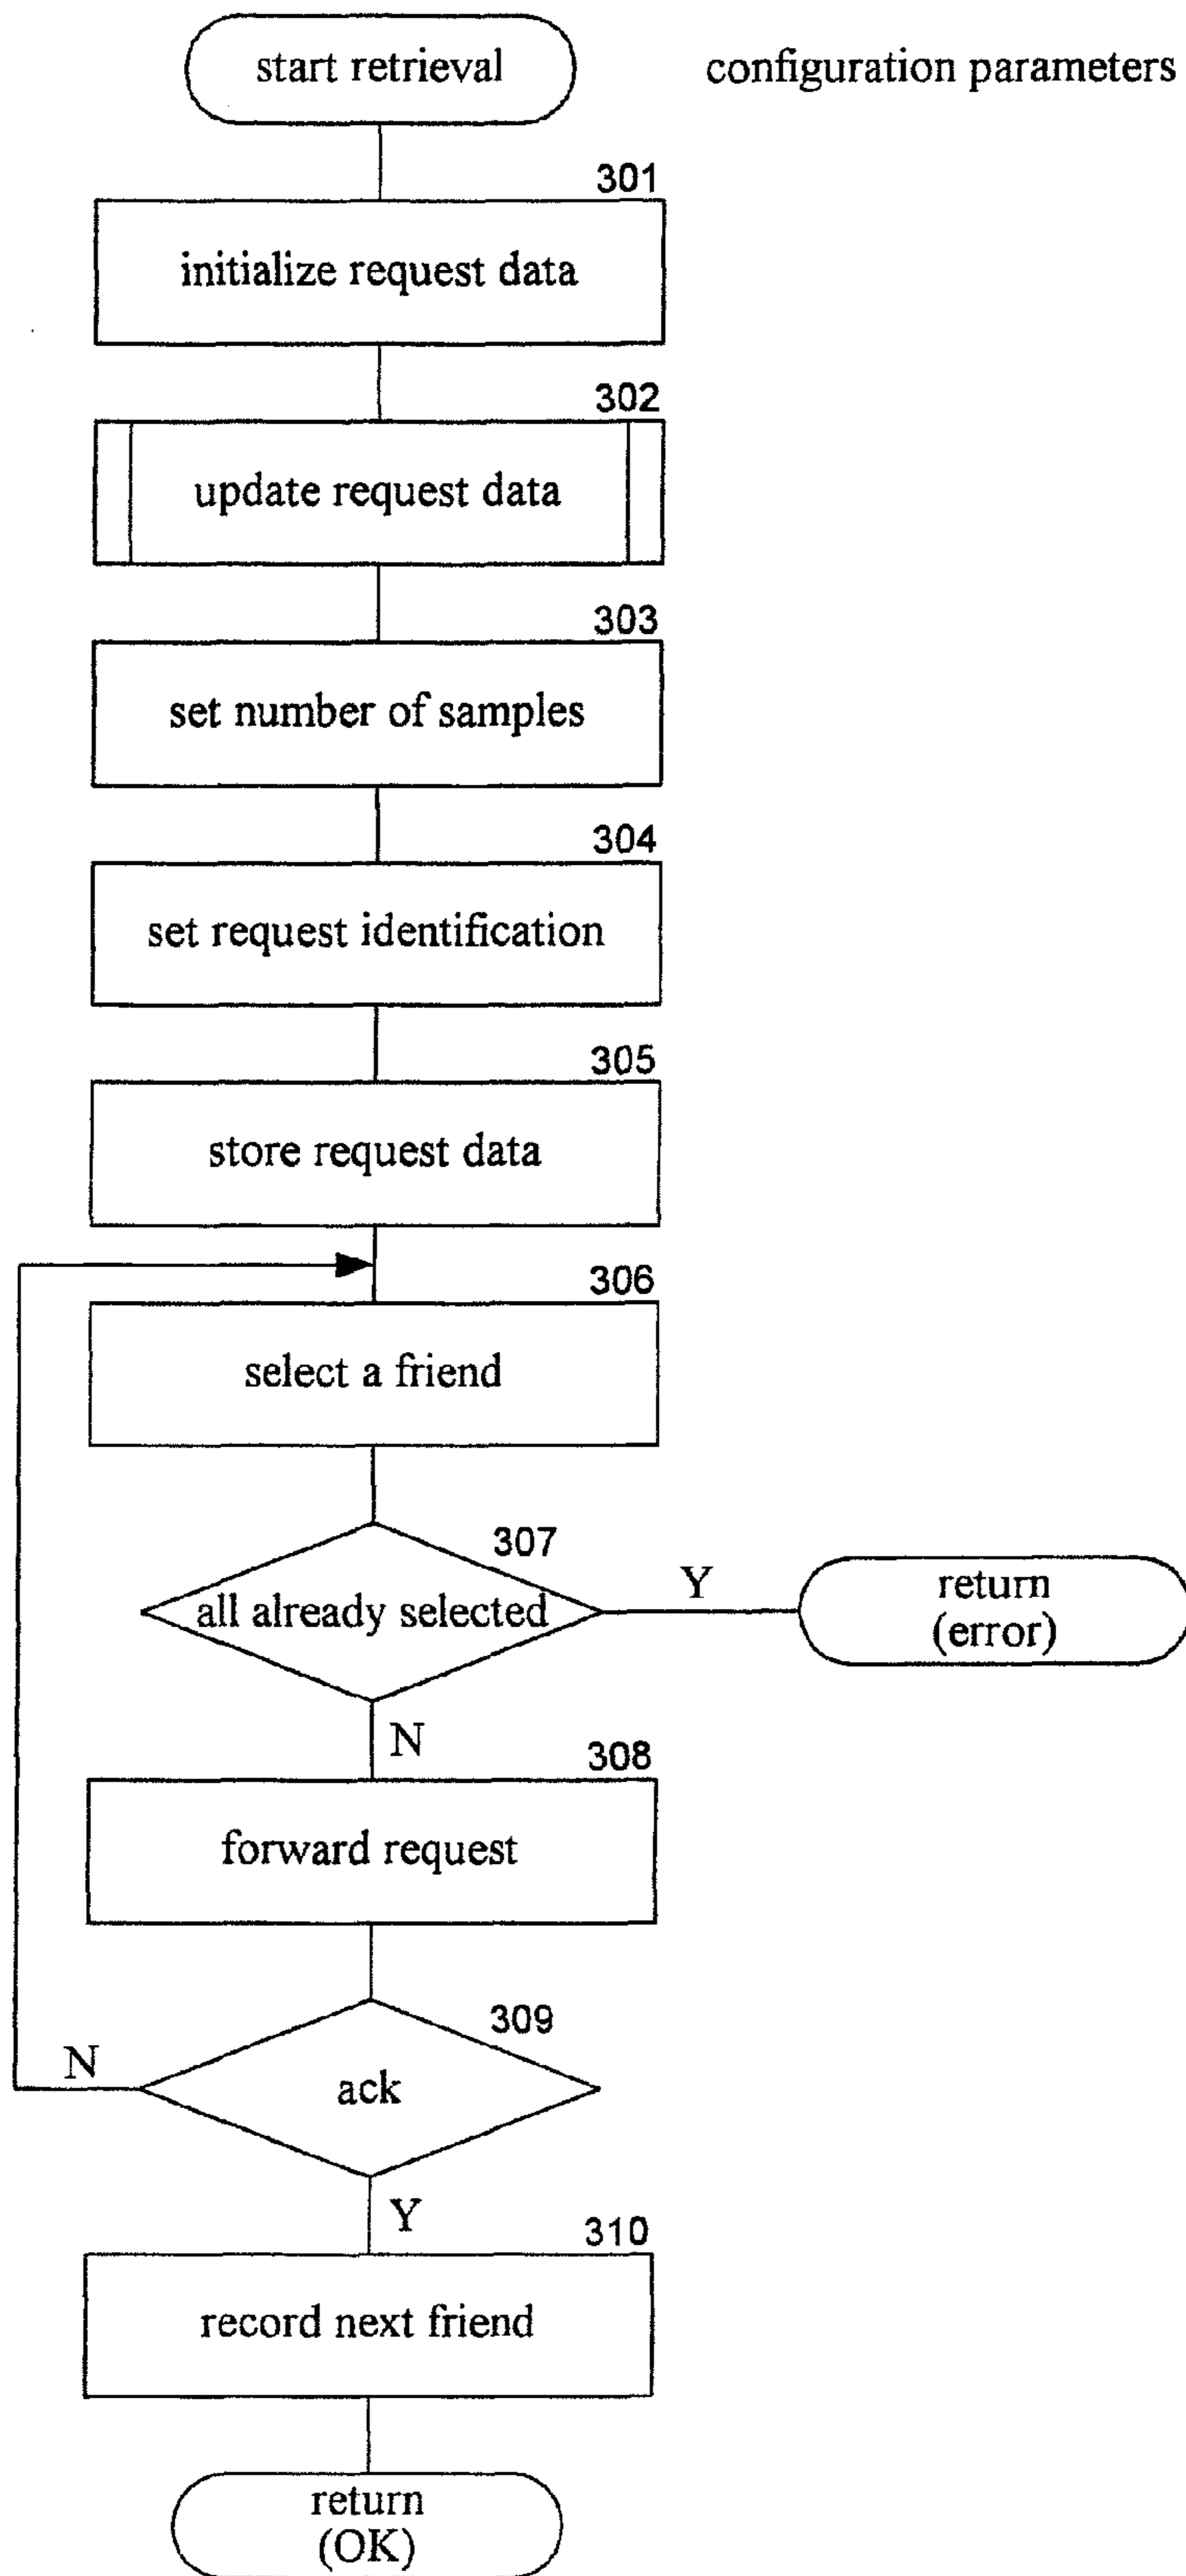 start retrieval
configuration parameters
301
initialize request data
302
update request data
303
set number of samples
304
set request identification
305
store request data
306
select a friend
307
all already selected
Y
return
(error)
N
308
forward request
309
N
ack
Y
310
record next friend
return
(OK)